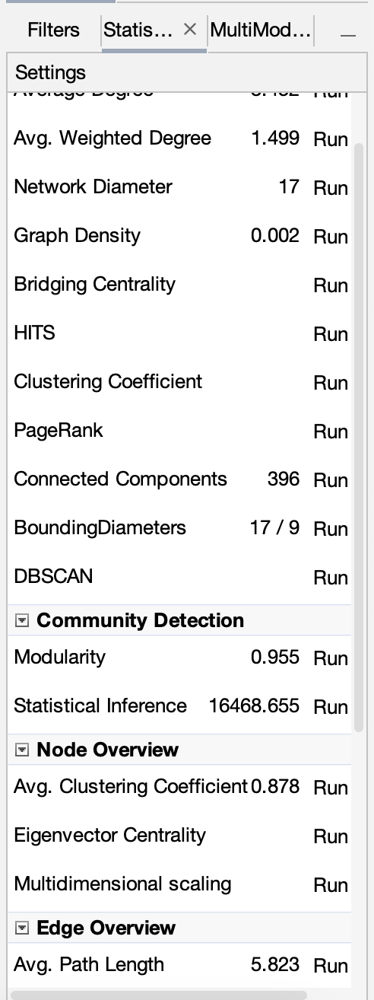 Filters Statis... MultiMod...
Settings
Average Degree Run
Avg. Weighted Degree 1.499 Run
Network Diameter 17 Run
Graph Density 0.002 Run
Bridging Centrality Run
HITS Run
Clustering Coefficient Run
PageRank Run
Connected Components 396 Run
BoundingDiameters 17 / 9 Run
DBSCAN Run
Community Detection
Modularity 0.955 Run
Statistical Inference 16468.655 Run
Node Overview
Avg. Clustering Coefficient 0.878 Run
Eigenvector Centrality Run
Multidimensional scaling Run
Edge Overview
Avg. Path Length 5.823 Run